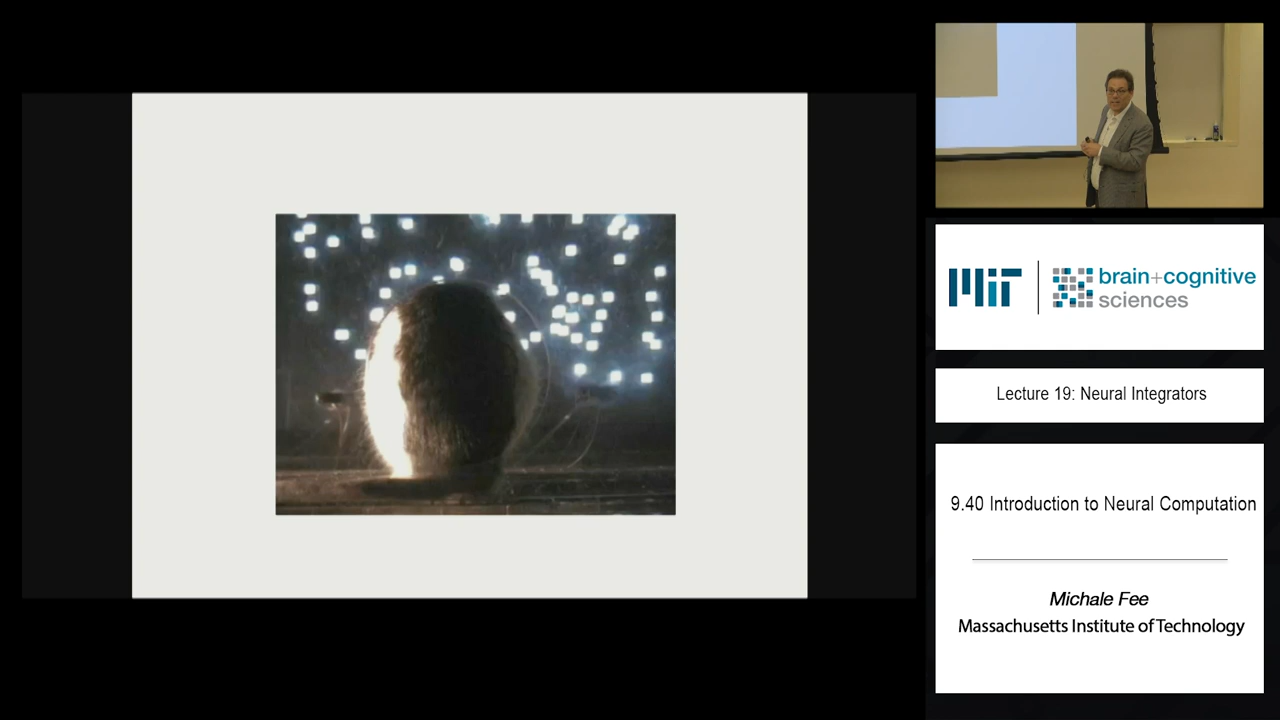 MIT
brain+cognitive
sciences
Lecture 19: Neural Integrators
9.40 Introduction to Neural Computation
Michale Fee
Massachusetts Institute of Technology